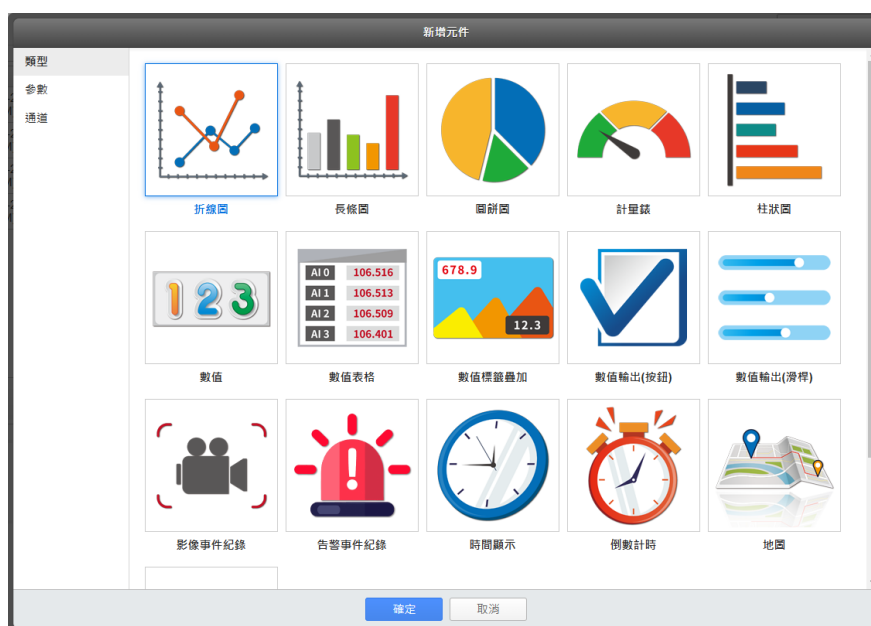 新增元件
類型
參數
通道
折線圖
長條圖
圓餅圖
計量錶
柱狀圖
1 2 3
AI 0 106.516
AI 1 106.513
AI 2 106.509
AI 3 106.401
678.9
12.3
數值
數值表格
數值標籤疊加
數值輸出(按鈕)
數值輸出(滑桿)
影像事件紀錄
告警事件紀錄
時間顯示
倒數計時
地圖
確定
取消